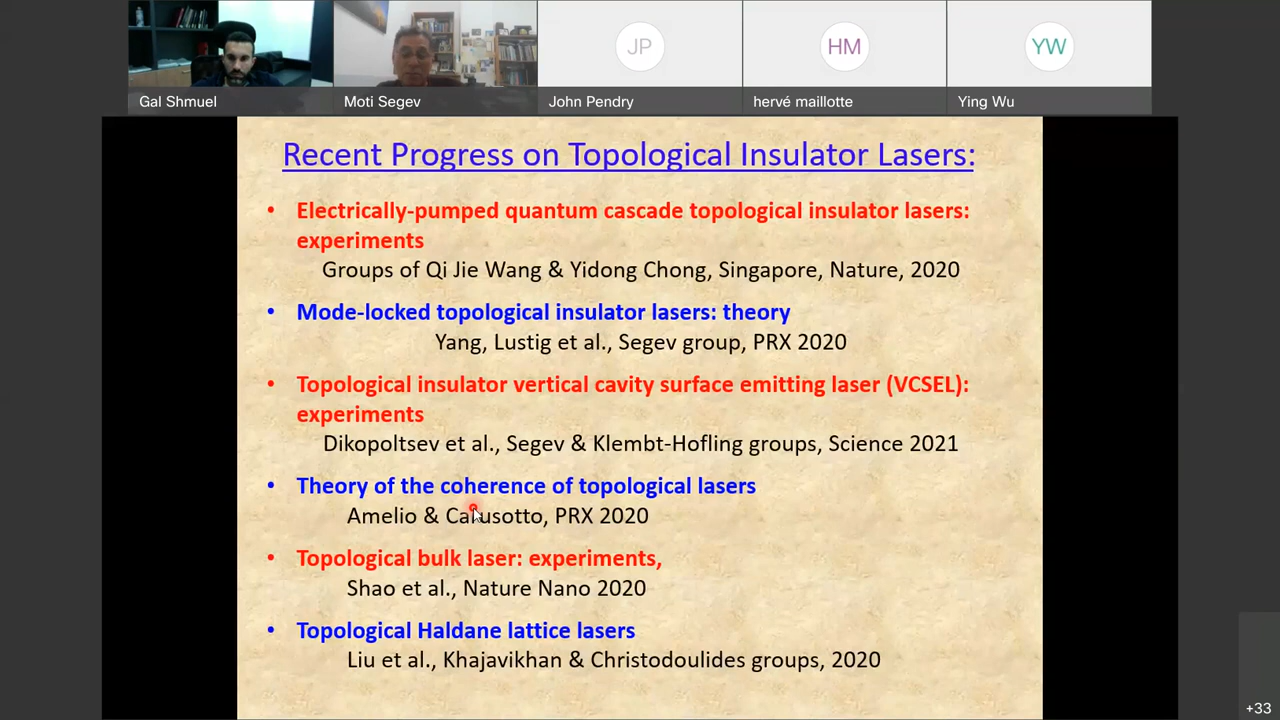 JP
HM
YW
Gal Shmuel
Moti Segev
John Pendry
hervé maillotte
Ying Wu
Recent Progress on Topological Insulator Lasers:
• Electrically-pumped quantum cascade topological insulator lasers:
experiments
Groups of Qi Jie Wang & Yidong Chong, Singapore, Nature, 2020
• Mode-locked topological insulator lasers: theory
Yang, Lustig et al., Segev group, PRX 2020
• Topological insulator vertical cavity surface emitting laser (VCSEL):
experiments
Dikopoltsev et al., Segev & Klembt-Hofling groups, Science 2021
• Theory of the coherence of topological lasers
Amelio & Carusotto, PRX 2020
• Topological bulk laser: experiments,
Shao et al., Nature Nano 2020
• Topological Haldane lattice lasers
Liu et al., Khajavikhan & Christodoulides groups, 2020
+33